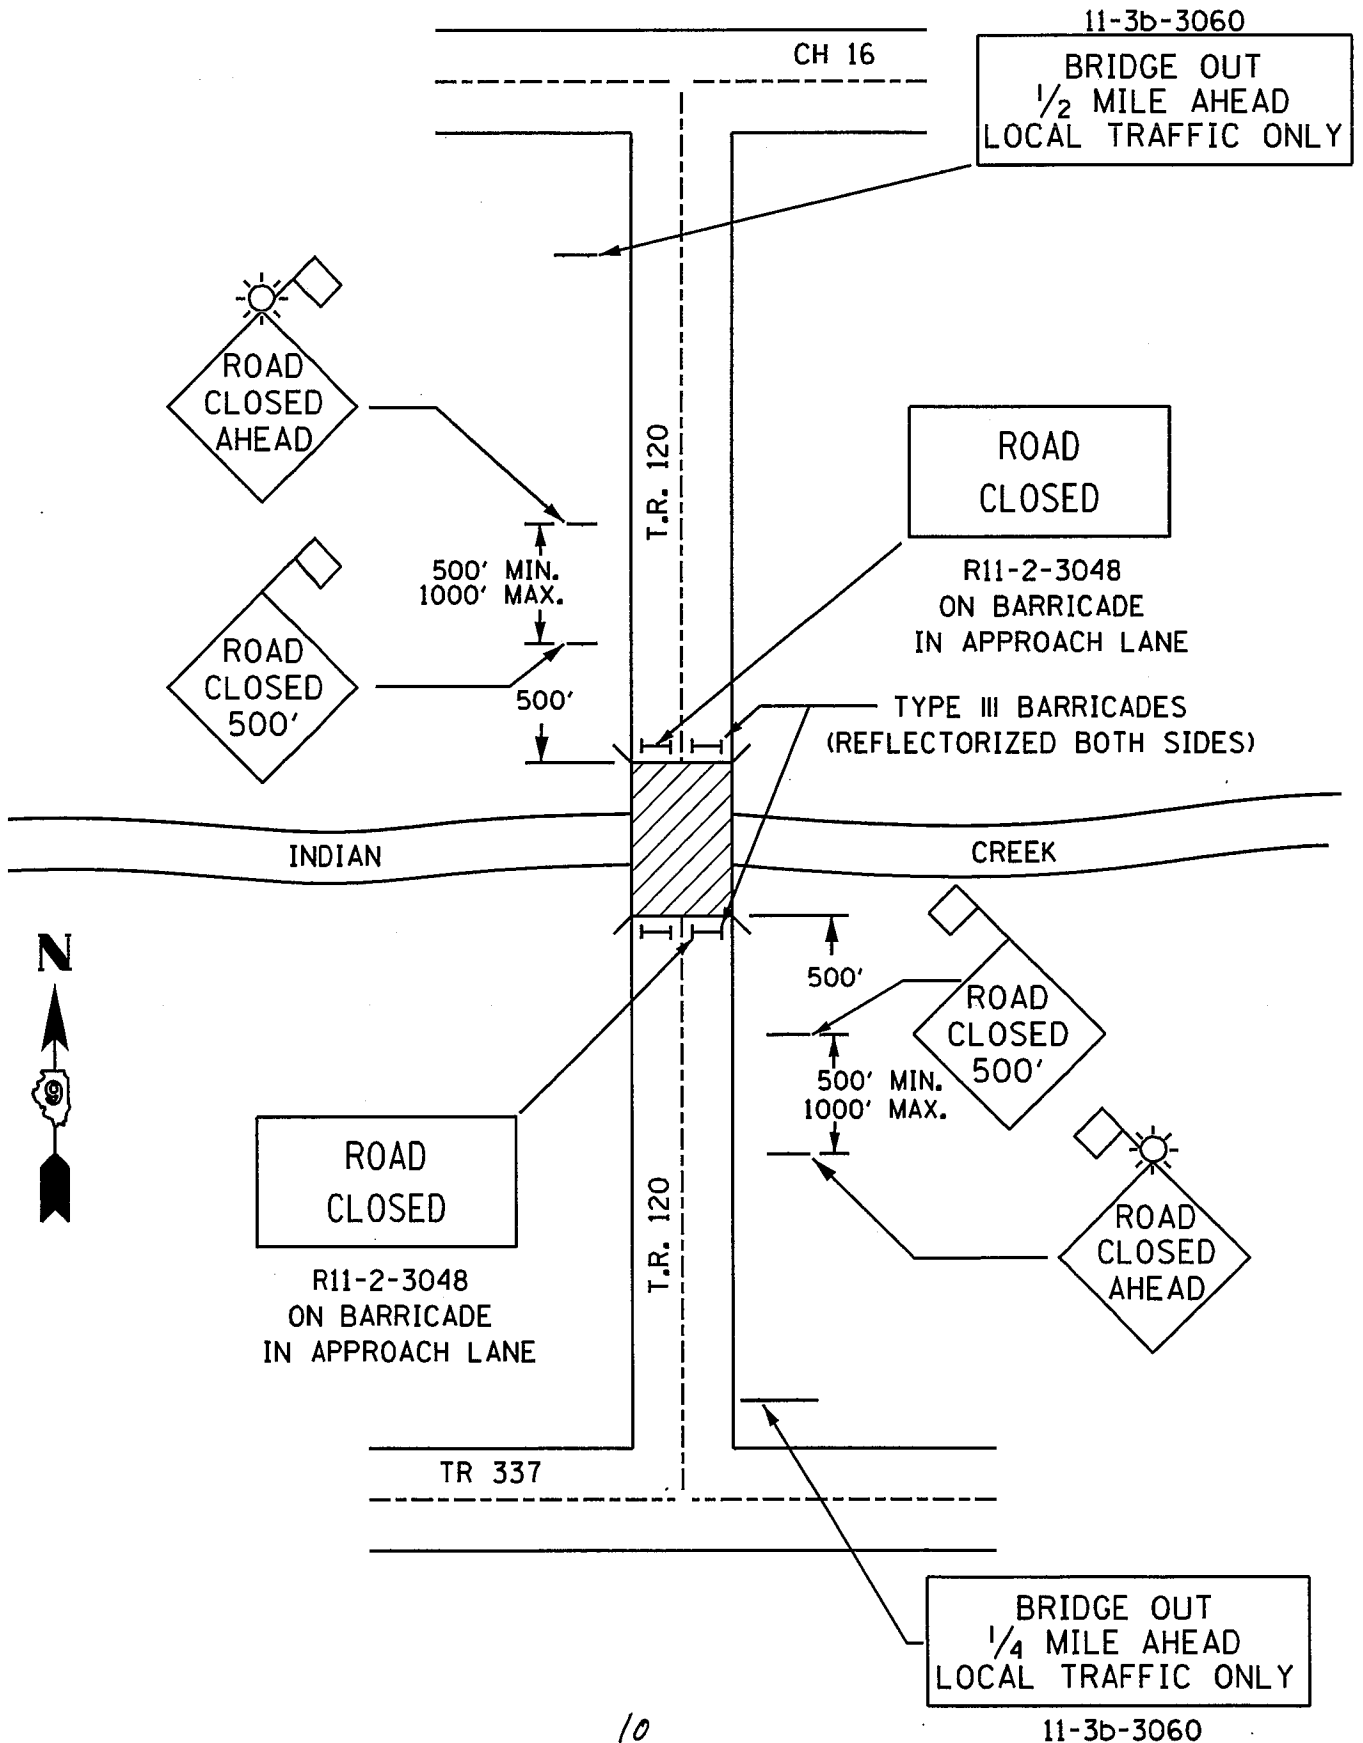 11-3b-3060
CH 16
BRIDGE OUT
1/2 MILE AHEAD
LOCAL TRAFFIC ONLY
ROAD
CLOSED
AHEAD
T.R. 120
ROAD
CLOSED
500' MIN.
1000' MAX.
R11-2-3048
ON BARRICADE
IN APPROACH LANE
ROAD
CLOSED
500'
500'
TYPE III BARRICADES
(REFLECTORIZED BOTH SIDES)
INDIAN
CREEK
N
9
500'
ROAD
CLOSED
500'
500' MIN.
1000' MAX.
ROAD
CLOSED
T.R. 120
ROAD
CLOSED
AHEAD
R11-2-3048
ON BARRICADE
IN APPROACH LANE
TR 337
BRIDGE OUT
1/4 MILE AHEAD
LOCAL TRAFFIC ONLY
10
11-3b-3060